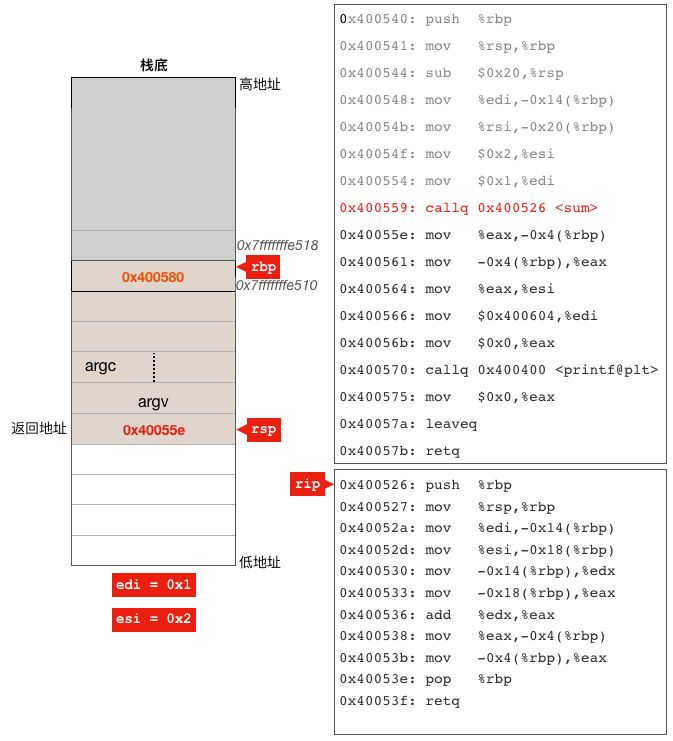 栈底
高地址
0x7fffffffe518
rbp
0x400580
0x7fffffffe510
argc
argv
返回地址
0x40055e
rsp
低地址
edi = 0x1
esi = 0x2
0x400540: push %rbp
0x400541: mov %rsp,%rbp
0x400544: sub $0x20,%rsp
0x400548: mov %edi,-0x14(%rbp)
0x40054b: mov %rsi,-0x20(%rbp)
0x40054f: mov $0x2,%esi
0x400554: mov $0x1,%edi
0x400559: callq 0x400526 <sum>
0x40055e: mov %eax,-0x4(%rbp)
0x400561: mov -0x4(%rbp),%eax
0x400564: mov %eax,%esi
0x400566: mov $0x400604,%edi
0x40056b: mov $0x0,%eax
0x400570: callq 0x400400 <printf@plt>
0x400575: mov $0x0,%eax
0x40057a: leaveq
0x40057b: retq
rip
0x400526: push %rbp
0x400527: mov %rsp,%rbp
0x40052a: mov %edi,-0x14(%rbp)
0x40052d: mov %esi,-0x18(%rbp)
0x400530: mov -0x14(%rbp),%edx
0x400533: mov -0x18(%rbp),%eax
0x400536: add %edx,%eax
0x400538: mov %eax,-0x4(%rbp)
0x40053b: mov -0x4(%rbp),%eax
0x40053e: pop %rbp
0x40053f: retq